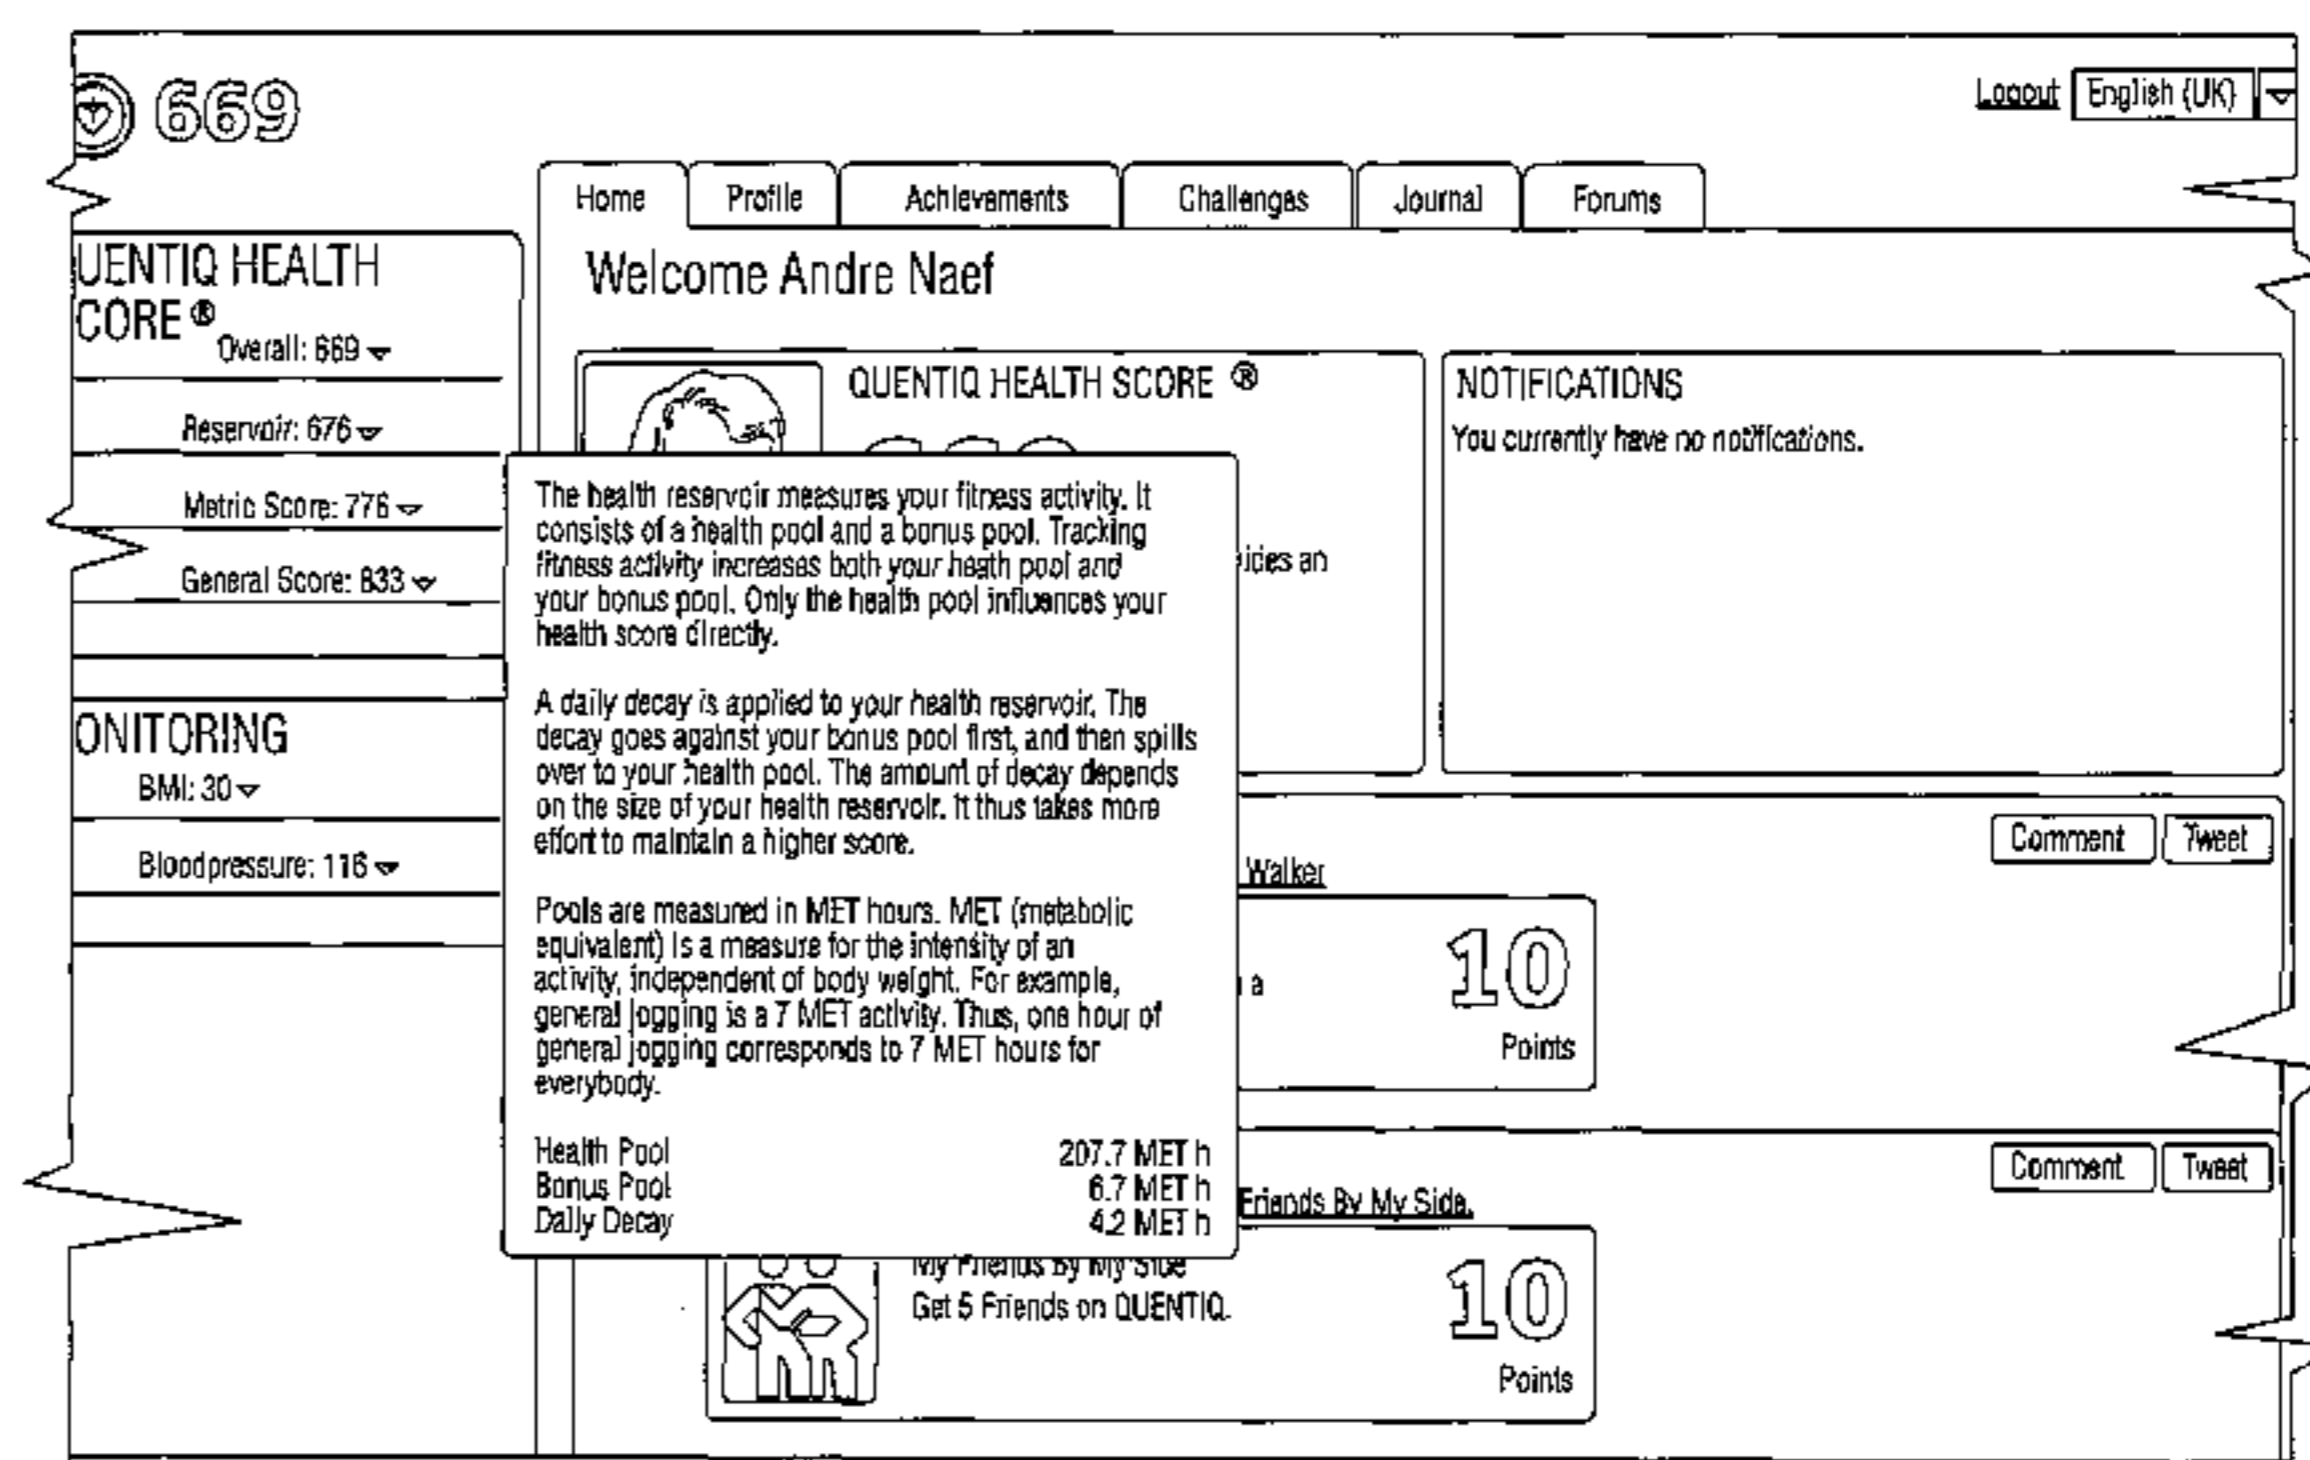 669
Logout English (UK)
Home Profile Achievements Challenges Journal Forums
UENTIQ HEALTH
CORE ®
Overall: 669
Reservoir: 676
Metric Score: 776
General Score: 833
ONITORING
BMI: 30
Bloodpressure: 116
Welcome Andre Naef
QUENTIQ HEALTH SCORE ®
NOTIFICATIONS
You currently have no notifications.
The health reservoir measures your fitness activity. It
consists of a health pool and a bonus pool. Tracking
fitness activity increases both your heath pool and
your bonus pool. Only the health pool influences your
health score directly.
A daily decay is applied to your health reservoir. The
decay goes against your bonus pool first, and then spills
over to your health pool. The amount of decay depends
on the size of your health reservoir. It thus takes more
effort to maintain a higher score.
Pools are measured in MET hours. MET (metabolic
equivalent) is a measure for the intensity of an
activity, independent of body weight. For example,
general jogging is a 7 MET activity. Thus, one hour of
general jogging corresponds to 7 MET hours for
everybody.
Health Pool 207.7 MET h
Bonus Pool 6.7 MET h
Daily Decay 4.2 MET h
an
Comment Tweet
Walker
a
10
Points
Comment Tweet
Friends By My Side.
My Friends By My Side
Get 5 Friends on QUENTIQ.
10
Points